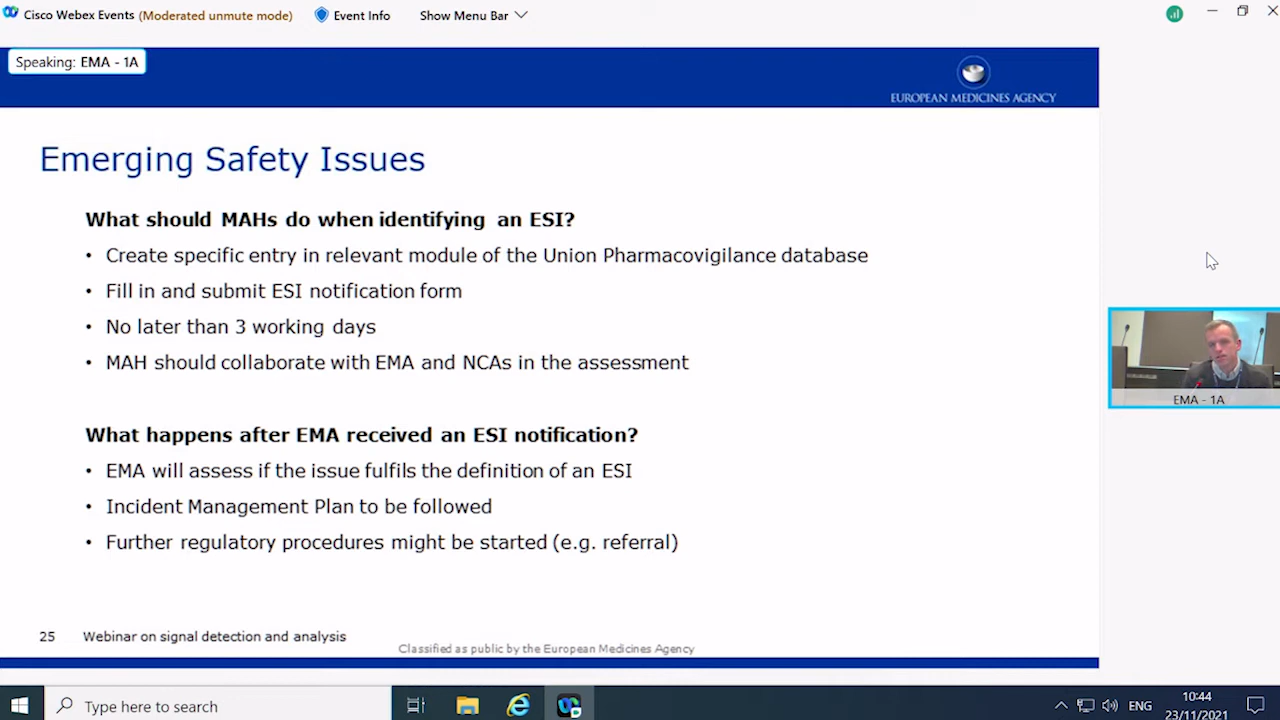 Cisco Webex Events (Moderated unmute mode) Event Info Show Menu Bar
Speaking: EMA - 1A
EUROPEAN MEDICINES AGENCY
Emerging Safety Issues
What should MAHs do when identifying an ESI?
• Create specific entry in relevant module of the Union Pharmacovigilance database
• Fill in and submit ESI notification form
• No later than 3 working days
• MAH should collaborate with EMA and NCAs in the assessment
EMA - 1A
What happens after EMA received an ESI notification?
• EMA will assess if the issue fulfils the definition of an ESI
• Incident Management Plan to be followed
• Further regulatory procedures might be started (e.g. referral)
25 Webinar on signal detection and analysis
Classified as public by the European Medicines Agency
Type here to search
ENG
10:44
23/11/2021